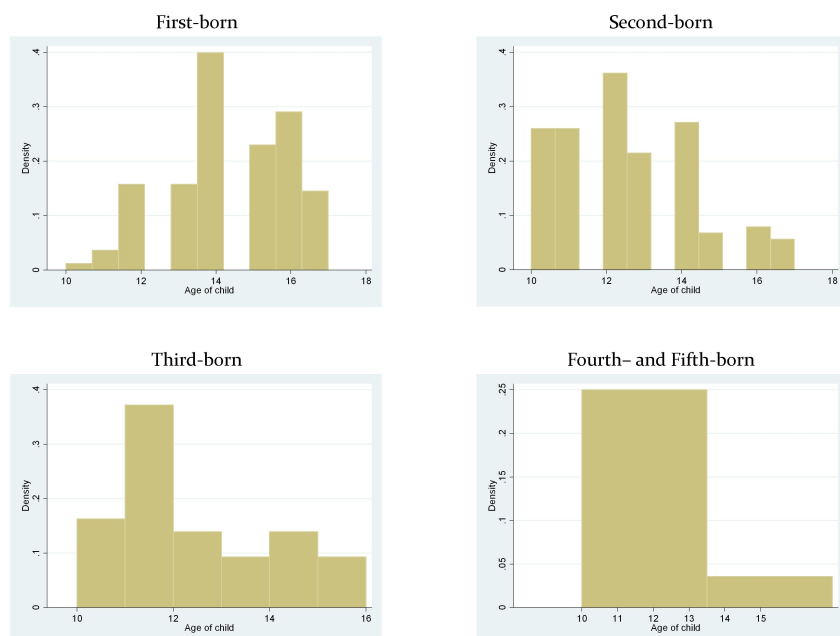 First-born
Second-born
.4
.3
.2
.1
0
Density
10 12 14 16 18
Age of child
.4
.3
.2
.1
0
Density
10 12 14 16 18
Age of child
Third-born
Fourth– and Fifth-born
.4
.3
.2
.1
0
Density
10 12 14 16
Age of child
.25
.2
.15
.1
.05
0
Density
10 11 12 13 14 15
Age of child